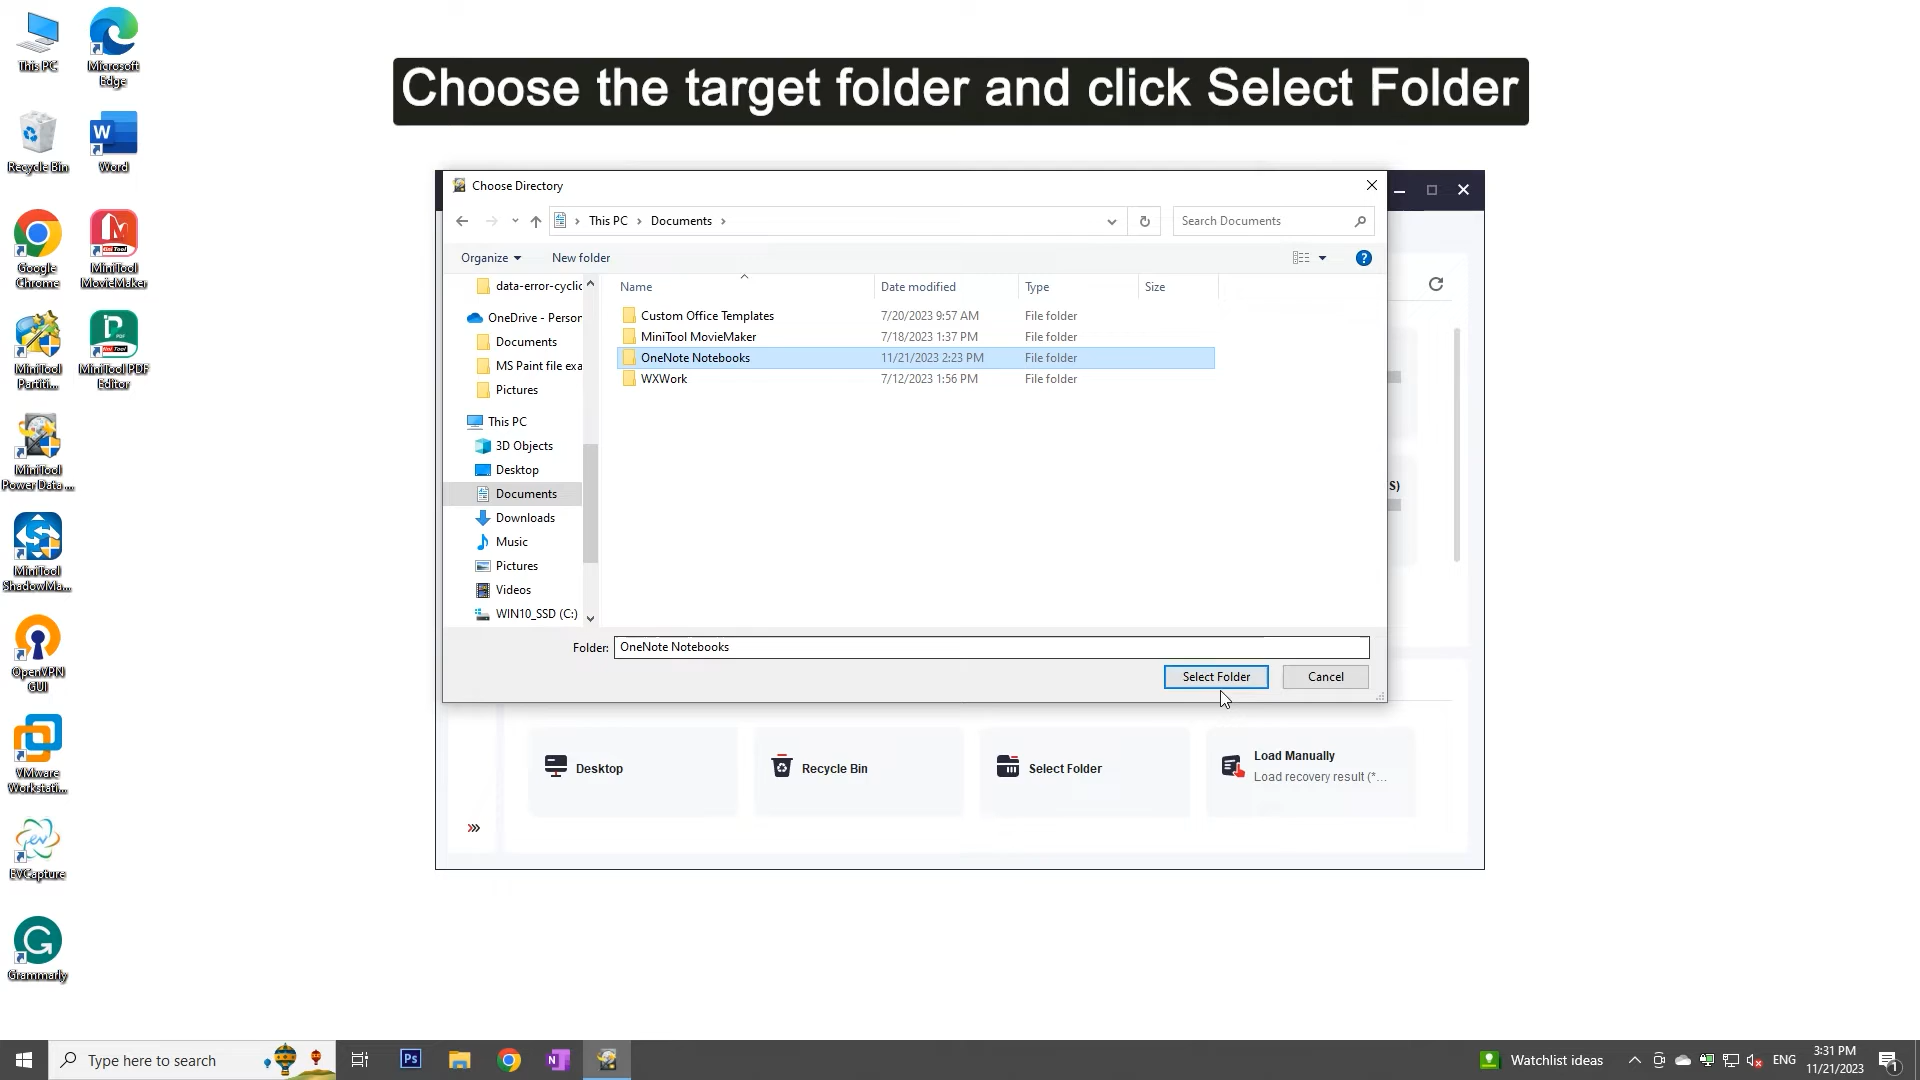 Choose the target folder and click Select Folder
This PC
Microsoft
Edge
Recycle Bin
Word
Google
Chrome
MiniTool
MovieMaker
MiniTool
Partiti...
MiniTool PDF
Editor
MiniTool
Power Data ...
MiniTool
ShadowMa...
OpenVPN
GUI
VMware
Workstati...
EVCapture
Grammarly
Choose Directory
This PC
Documents
Search Documents
Organize
New folder
data-error-cyclic
OneDrive - Person
Documents
MS Paint file exa
Pictures
This PC
3D Objects
Desktop
Documents
Downloads
Music
Pictures
Videos
WIN10_SSD (C:)
Name Date modified Type Size
Custom Office Templates 7/20/2023 9:57 AM File folder
MiniTool MovieMaker 7/18/2023 1:37 PM File folder
OneNote Notebooks 11/21/2023 2:23 PM File folder
WXWork 7/12/2023 1:56 PM File folder
S)
Folder: OneNote Notebooks
Select Folder Cancel
Desktop
Recycle Bin
Select Folder
Load Manually
Load recovery result (*...
Type here to search
Ps
Watchlist ideas
ENG
3:31 PM
11/21/2023
1